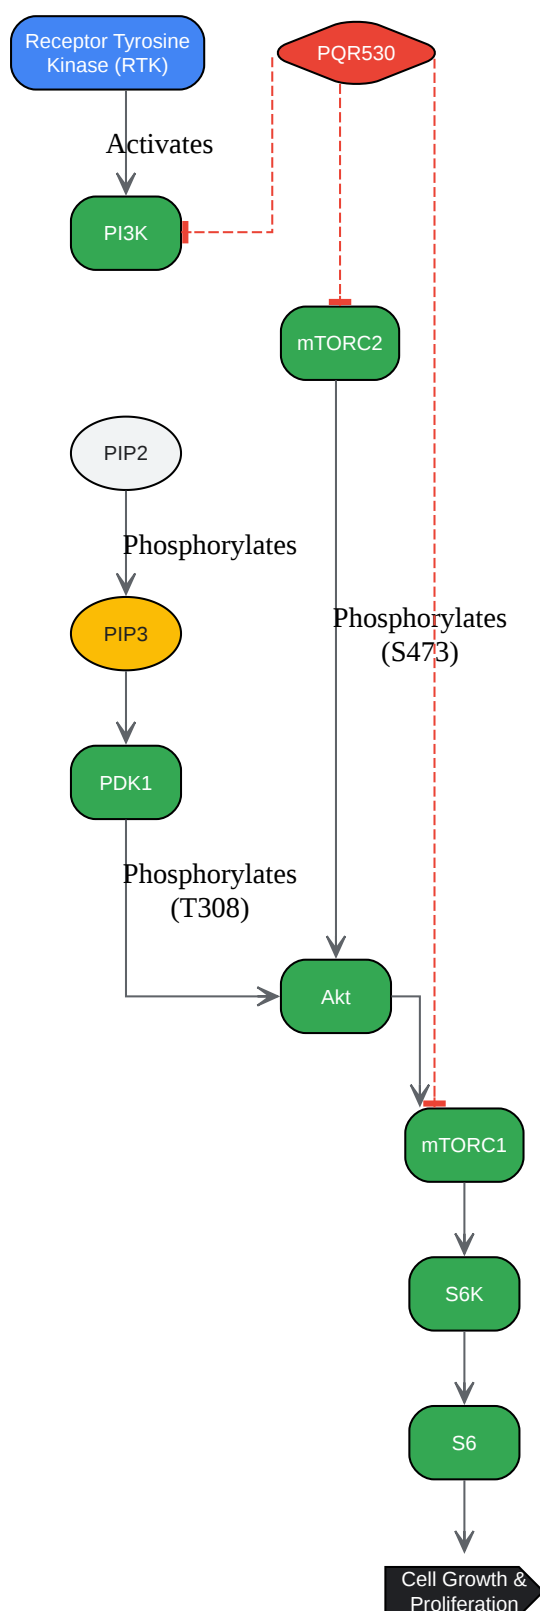 Receptor Tyrosine
Kinase (RTK)
PQR530
Activates
PI3K
mTORC2
PIP2
Phosphorylates
PIP3
Phosphorylates
(S473)
PDK1
Phosphorylates
(T308)
Akt
mTORC1
S6K
S6
Cell Growth &
Proliferation